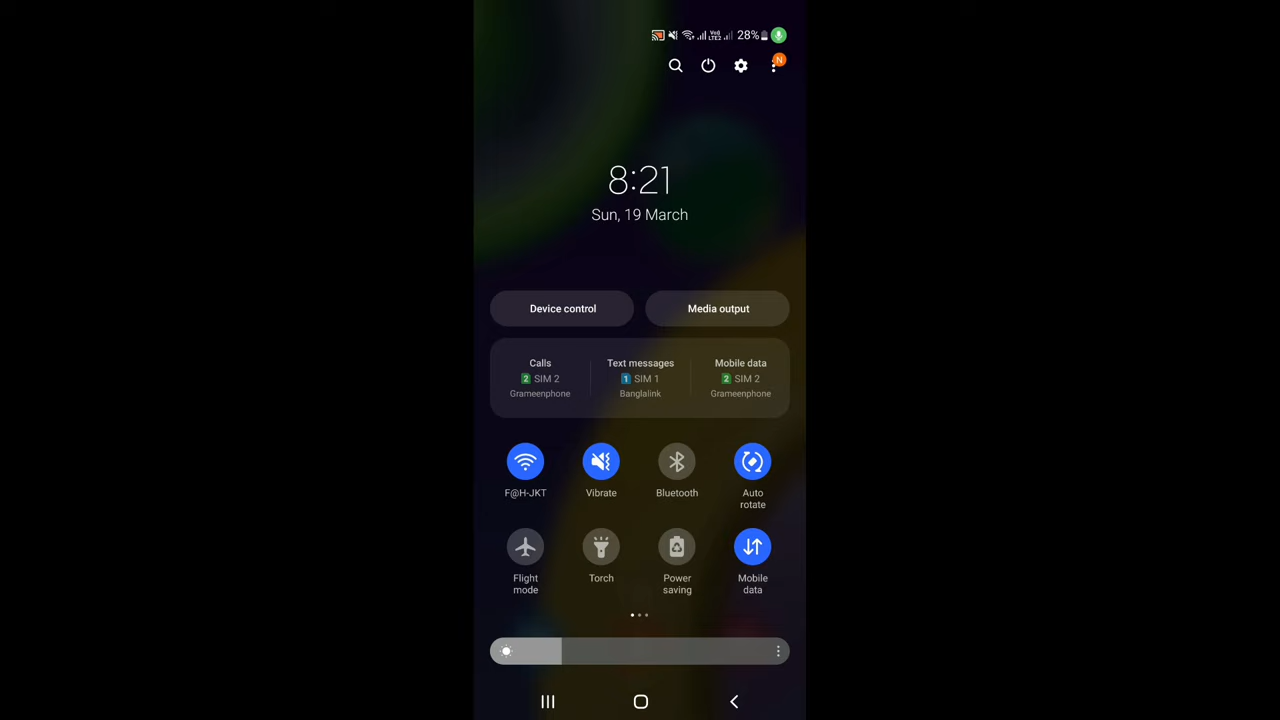 Vo) LTE2 28%
N
8:21
Sun, 19 March
Device control Media output
Calls Text messages Mobile data
2 SIM 2 1 SIM 1 2 SIM 2
Grameenphone Banglalink Grameenphone
F@H-JKT Vibrate Bluetooth Auto rotate
Flight mode Torch Power saving Mobile data